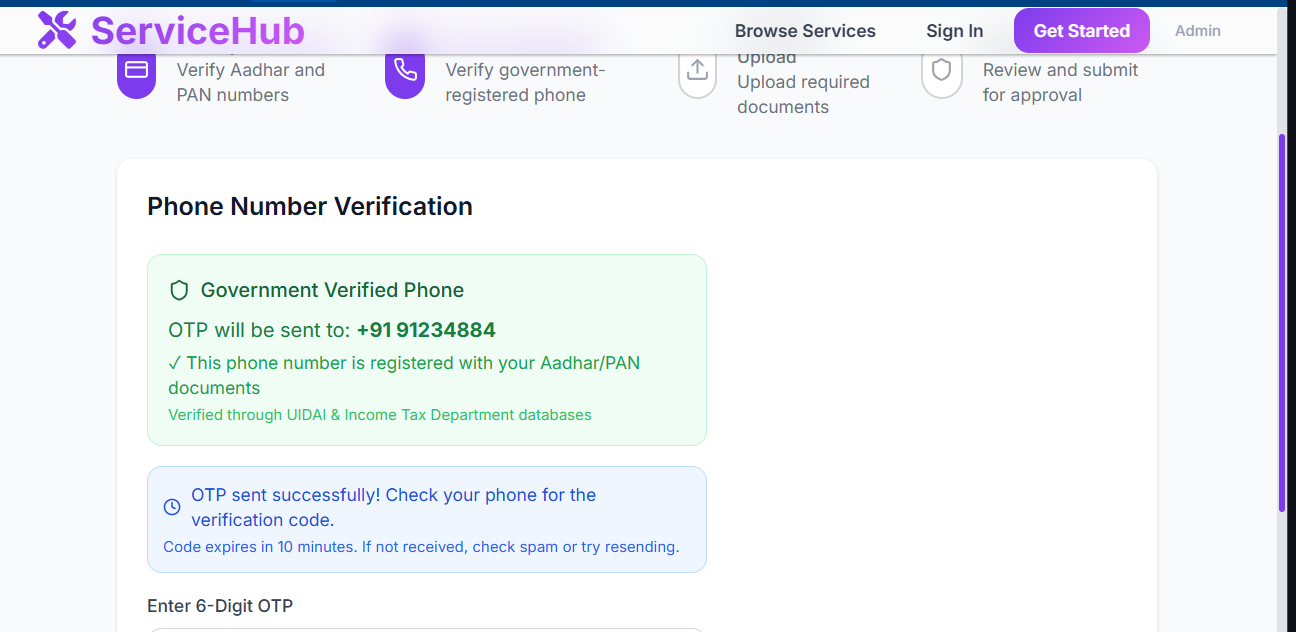 ServiceHub
Browse Services
Sign In
Get Started
Admin
Verify Aadhar and
PAN numbers
Verify government-
registered phone
Upload
Upload required
documents
Review and submit
for approval
Phone Number Verification
Government Verified Phone
OTP will be sent to: +91 91234884
✓ This phone number is registered with your Aadhar/PAN
documents
Verified through UIDAI & Income Tax Department databases
OTP sent successfully! Check your phone for the
verification code.
Code expires in 10 minutes. If not received, check spam or try resending.
Enter 6-Digit OTP